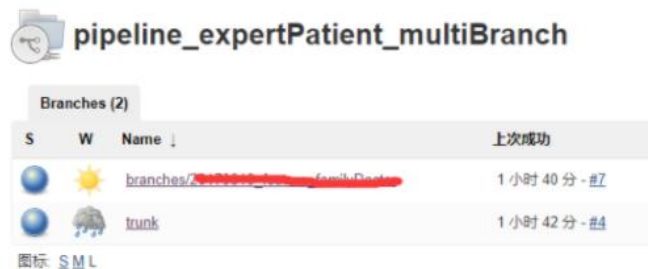 pipeline_expertPatient_multiBranch
Branches (2)
S W Name ↓ 上次成功
branches/2 1 小时 40 分 - #7
trunk 1 小时 42 分 - #4
图标: S M L